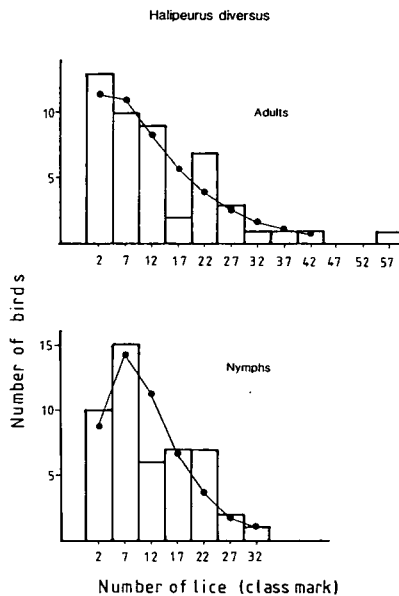 Halipeurus diversus
Adults
10
5
2 7 12 17 22 27 32 37 42 47 52 57
Number of birds
Nymphs
15
10
5
2 7 12 17 22 27 32
Number of lice (class mark)